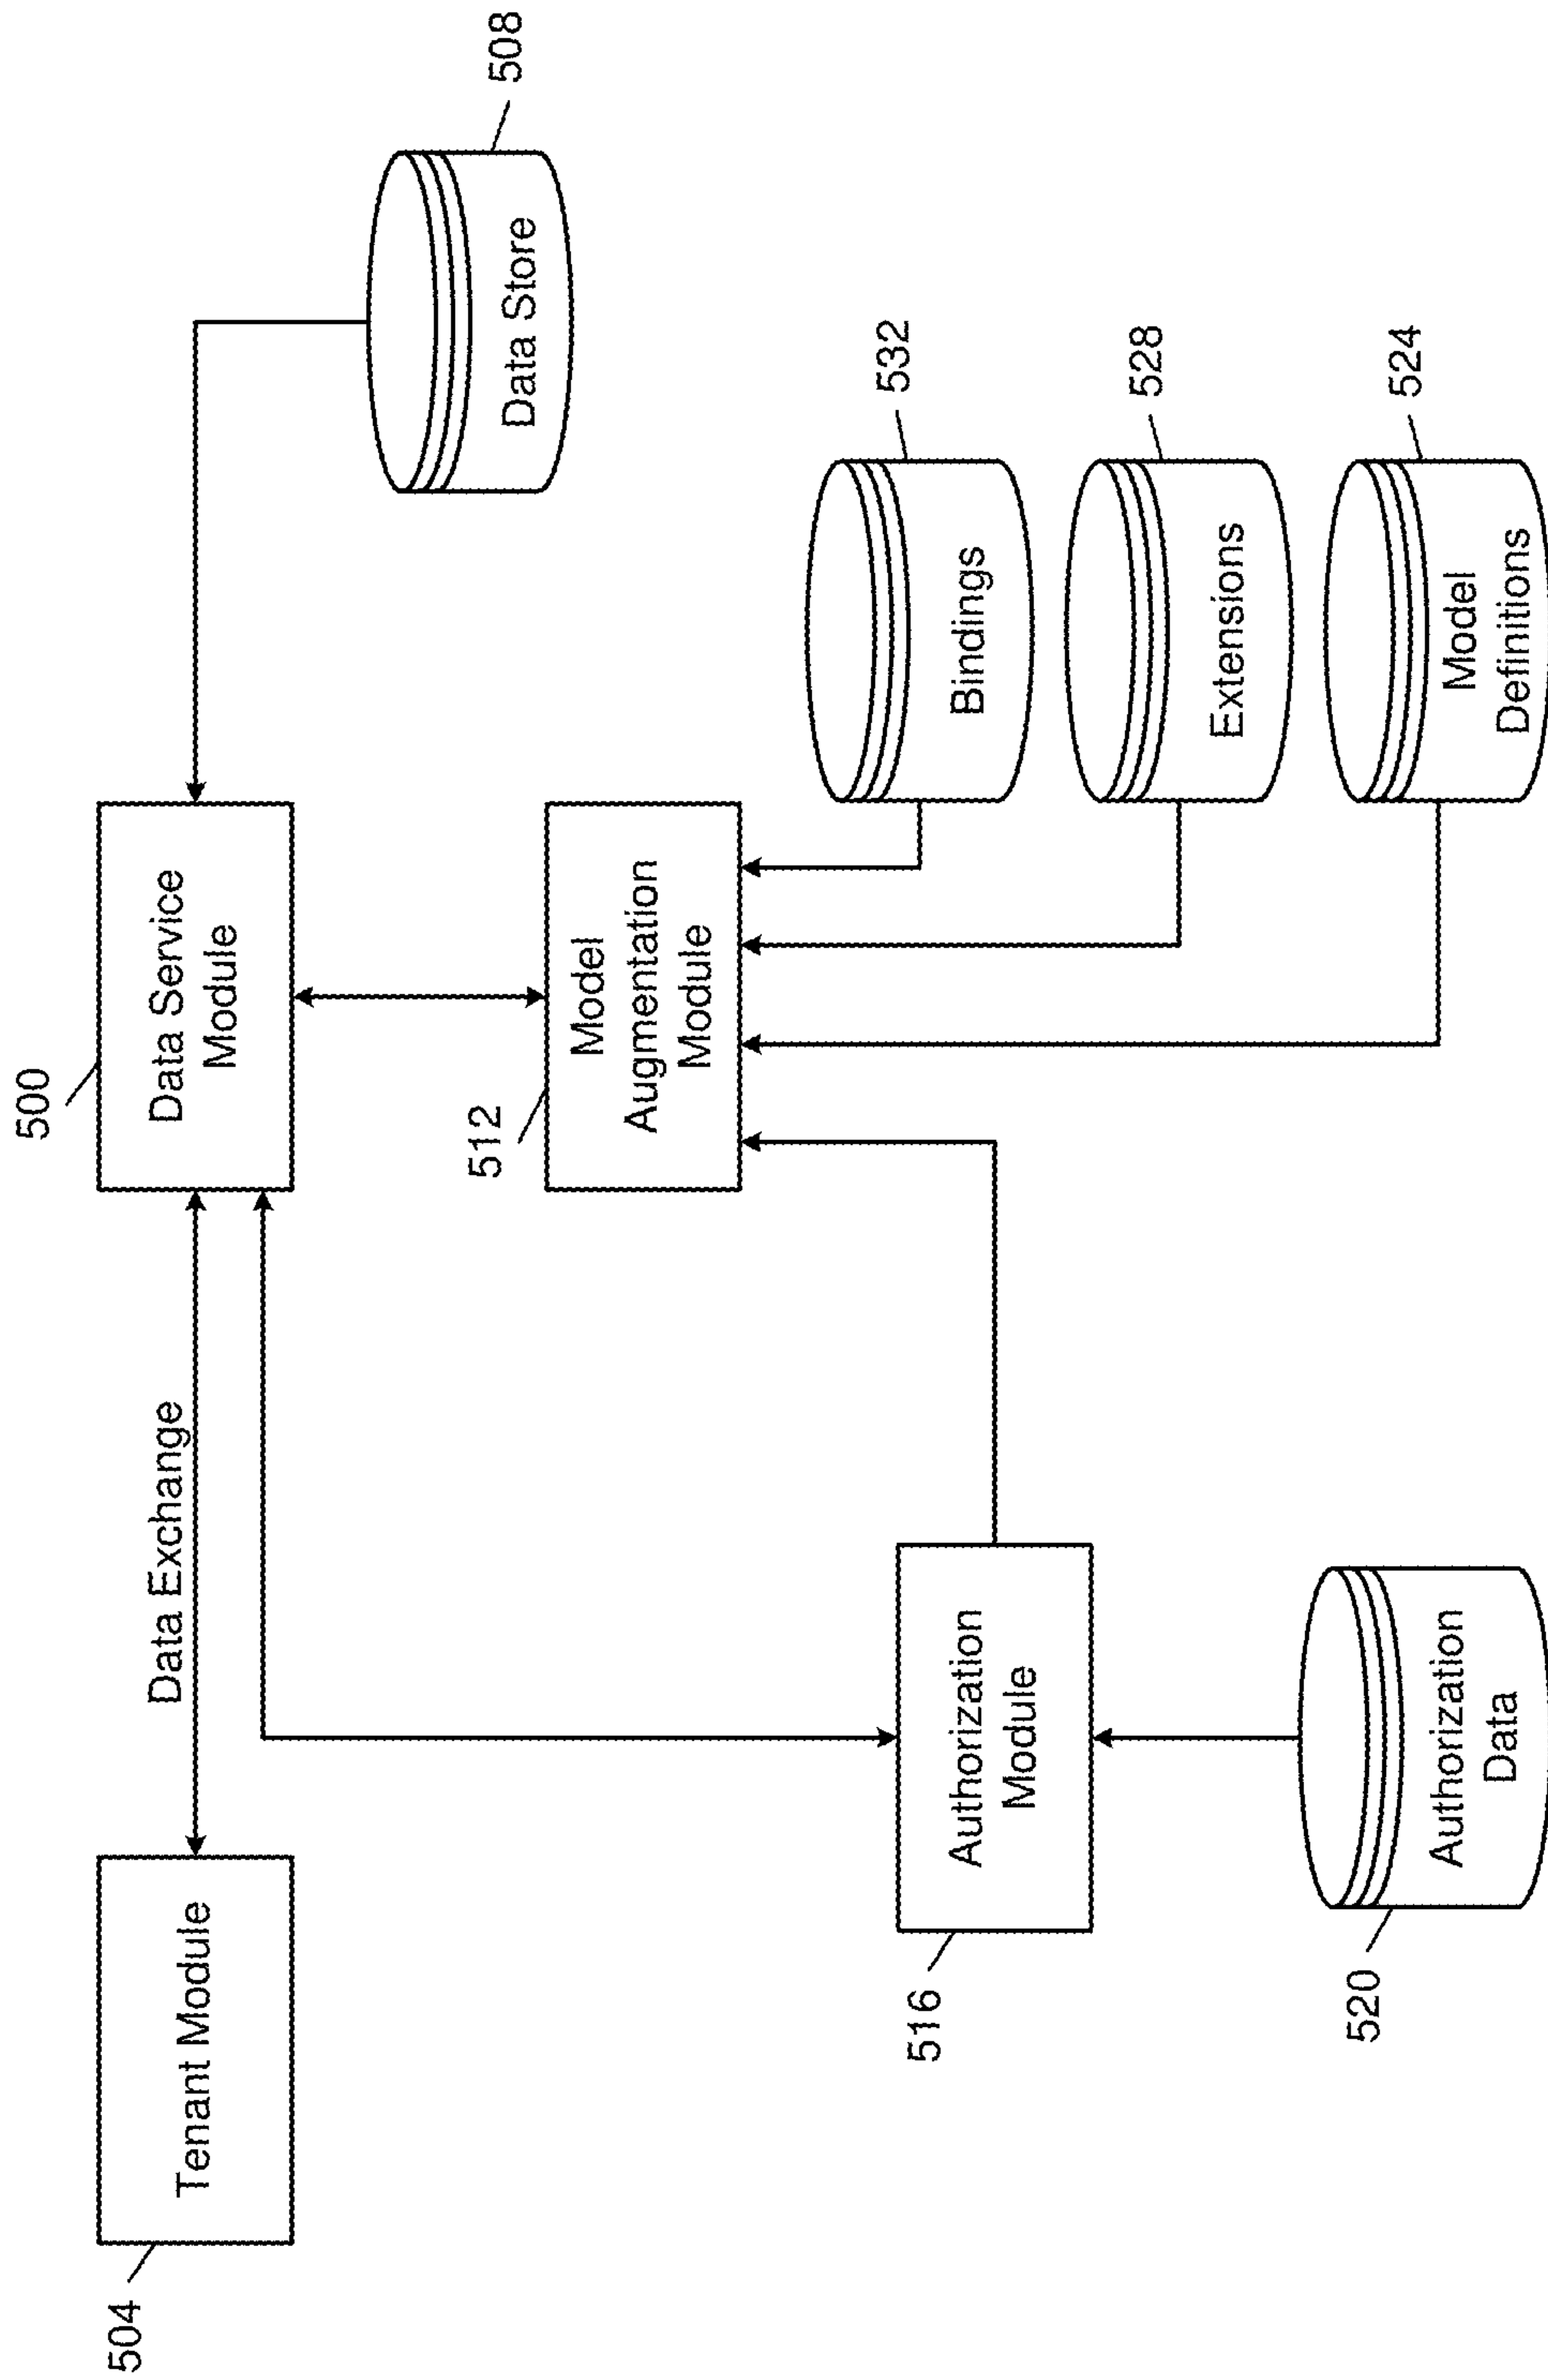 504
Tenant Module
Data Exchange
500
Data Service
Module
508
Data Store
512
Model
Augmentation
Module
532
Bindings
528
Extensions
524
Model
Definitions
516
Authorization
Module
520
Authorization
Data